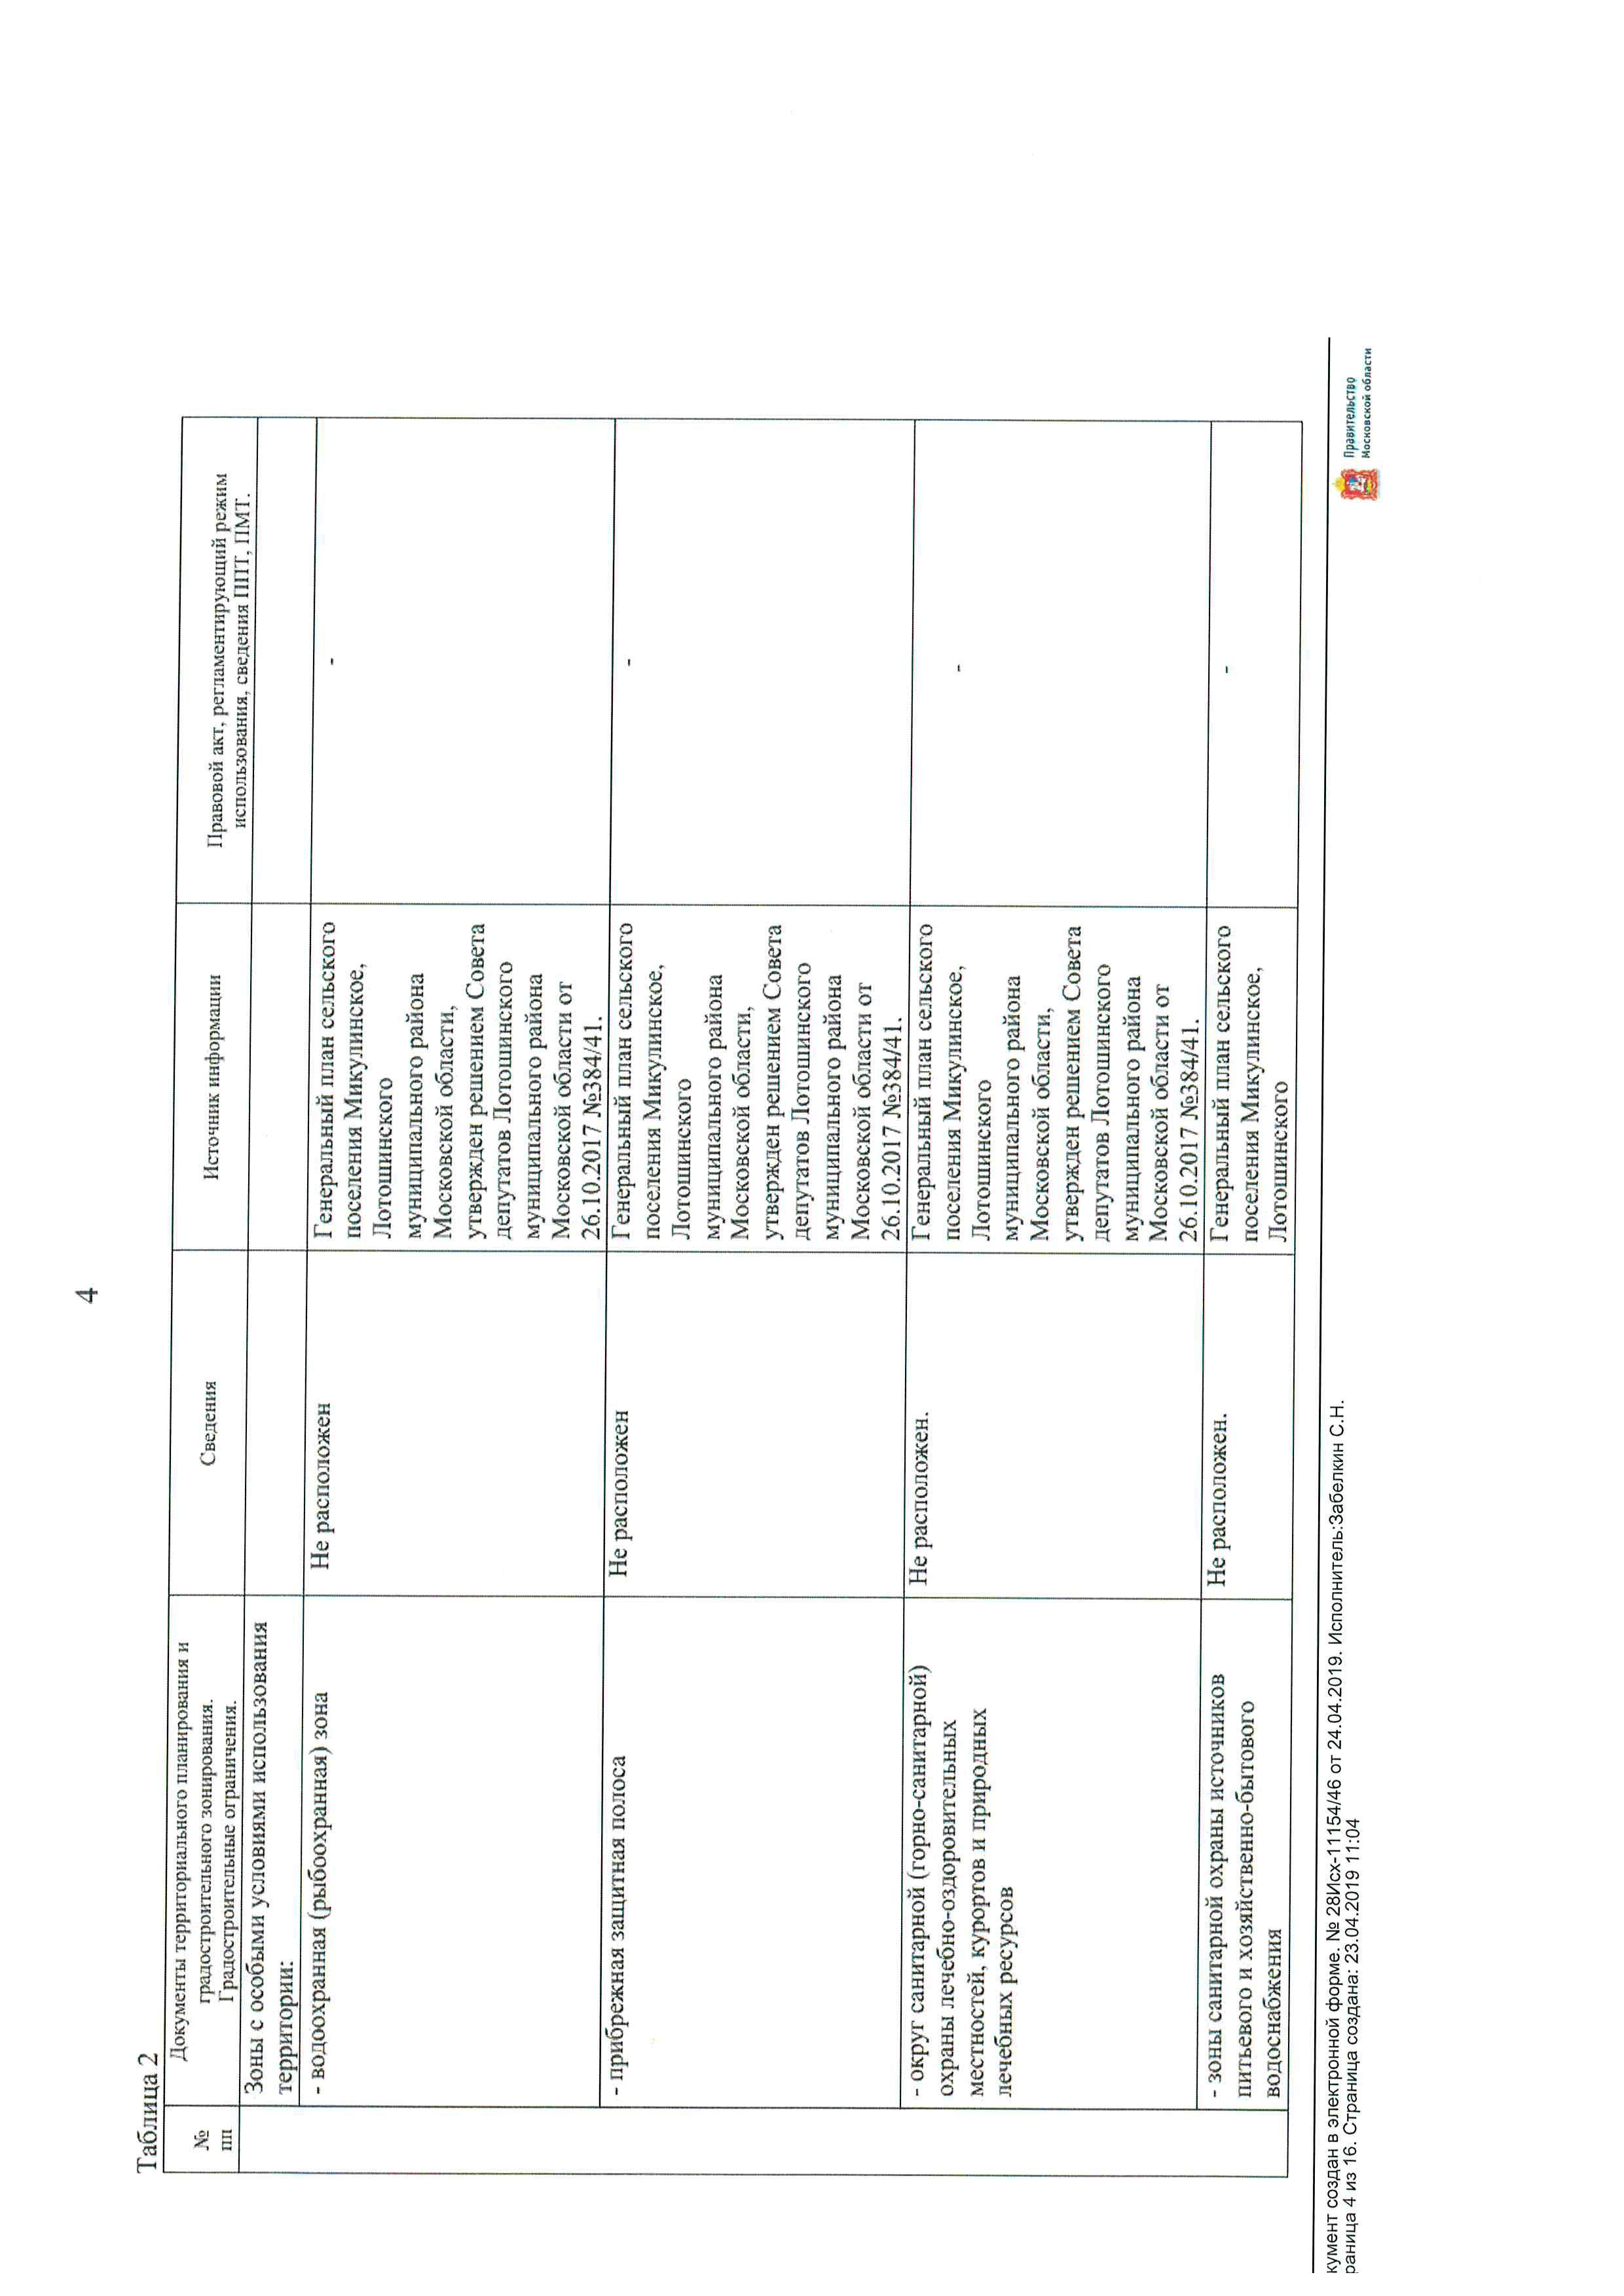 4
Таблица 2
№
пп
Документы территориального планирования и
градостроительного зонирования.
Градостроительные ограничения.
Сведения
Источник информации
Правовой акт, регламентирующий режим
использования, сведения ППТ, ПМТ.
Зоны с особыми условиями использования
территории:
- водоохранная (рыбоохранная) зона
Не расположен
Генеральный план сельского
поселения Микулинское,
Лотошинского
муниципального района
Московской области,
утвержден решением Совета
депутатов Лотошинского
муниципального района
Московской области от
26.10.2017 №384/41.
-
- прибрежная защитная полоса
Не расположен
Генеральный план сельского
поселения Микулинское,
Лотошинского
муниципального района
Московской области,
утвержден решением Совета
депутатов Лотошинского
муниципального района
Московской области от
26.10.2017 №384/41.
-
- округ санитарной (горно-санитарной)
охраны лечебно-оздоровительных
местностей, курортов и природных
лечебных ресурсов
Не расположен.
Генеральный план сельского
поселения Микулинское,
Лотошинского
муниципального района
Московской области,
утвержден решением Совета
депутатов Лотошинского
муниципального района
Московской области от
26.10.2017 №384/41.
-
- зоны санитарной охраны источников
питьевого и хозяйственно-бытового
водоснабжения
Не расположен.
Генеральный план сельского
поселения Микулинское,
Лотошинского
-
кумент создан в электронной форме. № 28Исх-11154/46 от 24.04.2019. Исполнитель:Забелкин С.Н.
раница 4 из 16. Страница создана: 23.04.2019 11:04
Правительство
Московской области